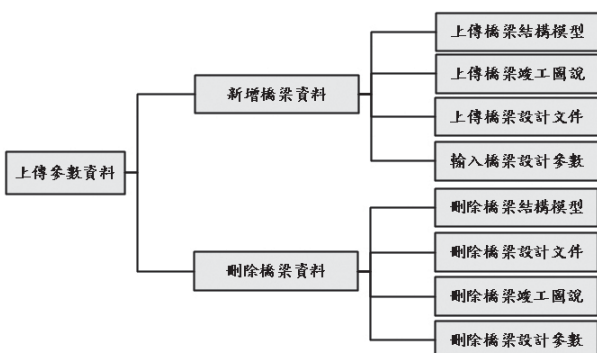 上傳參數資料
新增橋梁資料
上傳橋梁結構模型
上傳橋梁竣工圖說
上傳橋梁設計文件
輸入橋梁設計參數
刪除橋梁資料
刪除橋梁結構模型
刪除橋梁設計文件
刪除橋梁竣工圖說
刪除橋梁設計參數